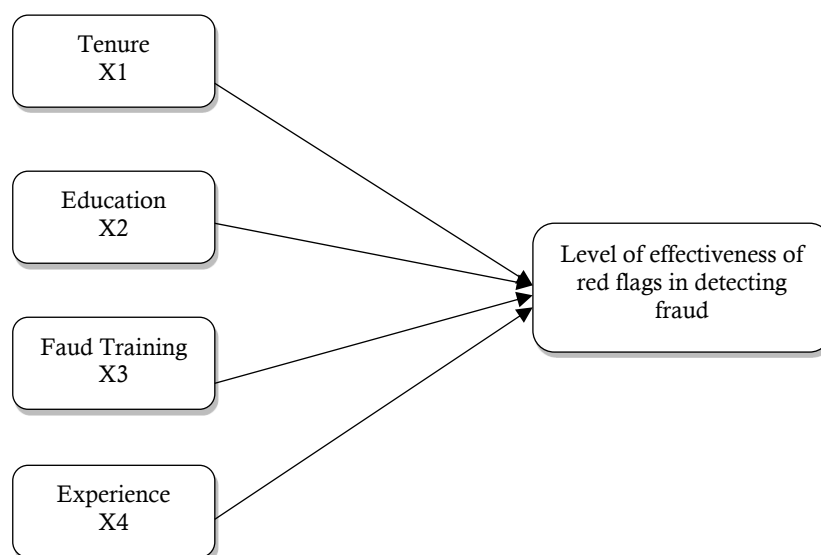 Tenure
X1
Education
X2
Faud Training
X3
Experience
X4
Level of effectiveness of
red flags in detecting
fraud